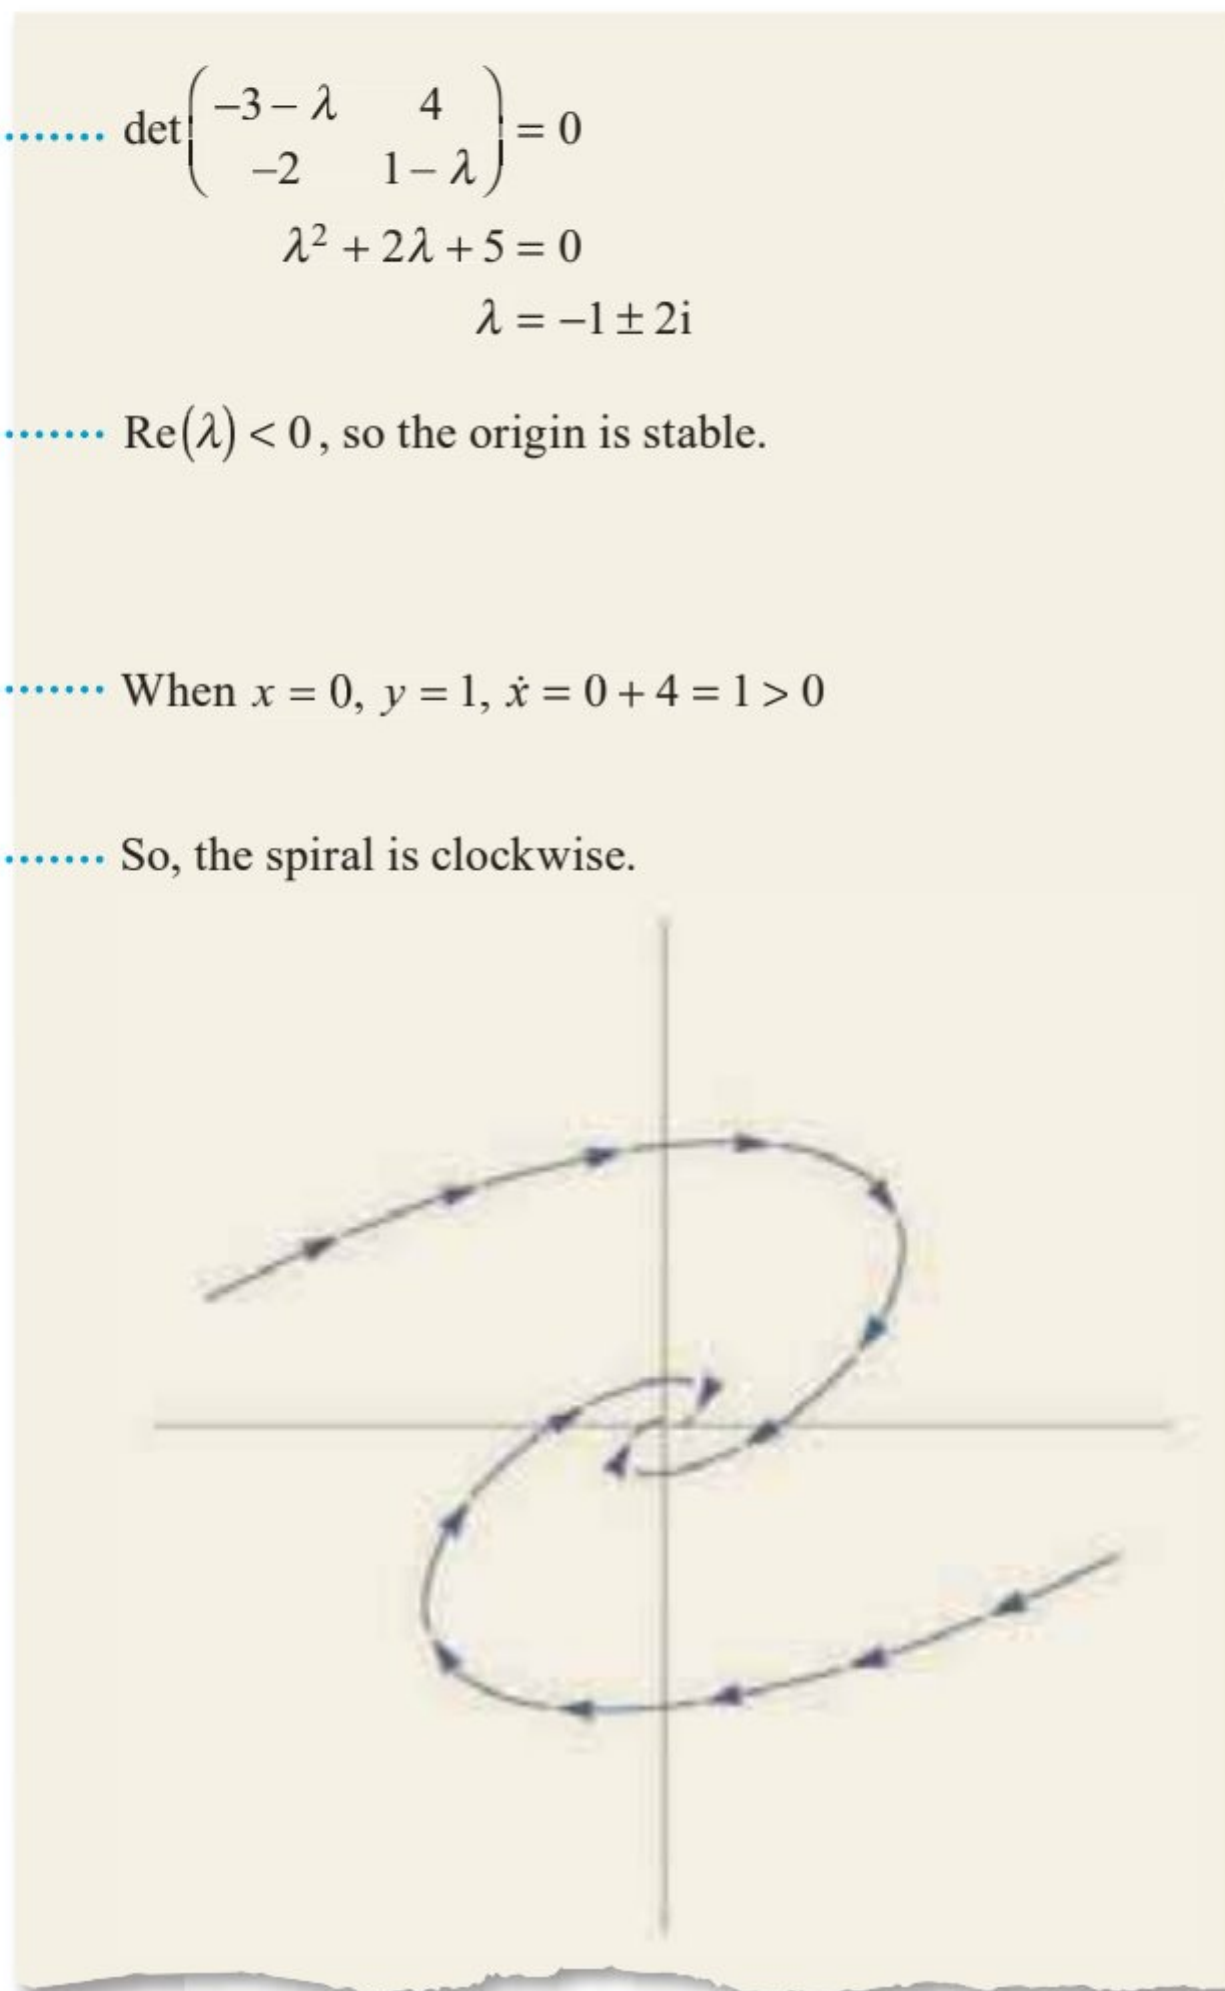 det(−3 − λ 4
−2 1 − λ) = 0
λ² + 2λ + 5 = 0
λ = −1 ± 2i
Re(λ) < 0, so the origin is stable.
When x = 0, y = 1, ẋ = 0 + 4 = 1 > 0
So, the spiral is clockwise.